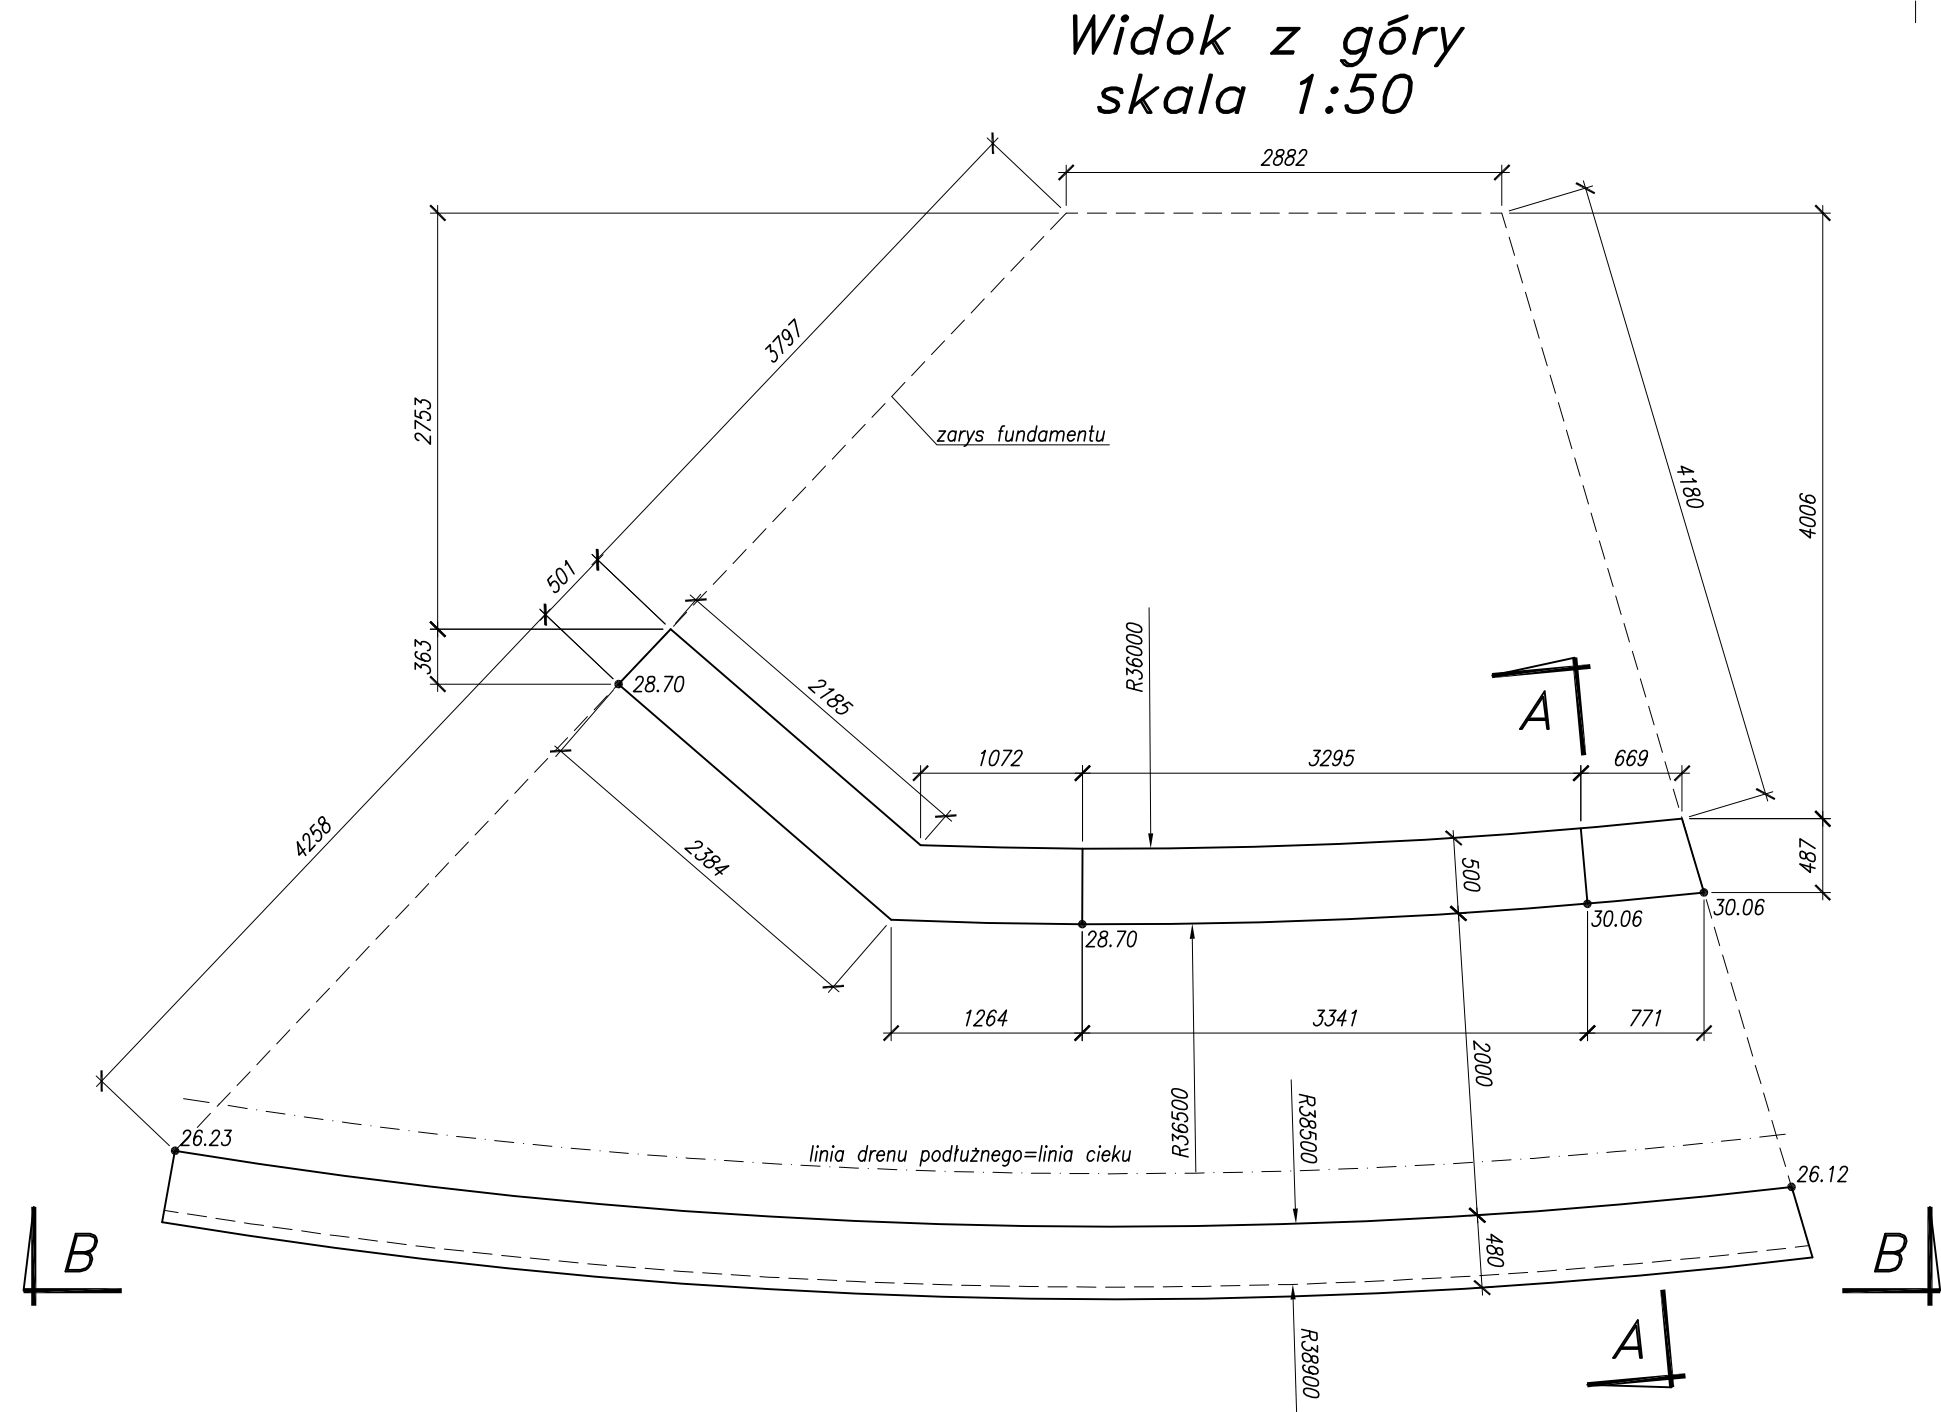 Widok z góry
skala 1:50
2882
3797
2753
zarys fundamentu
4180
4006
501
363
28.70
2185
R36000
A
1072
3295
669
4258
2384
500
487
28.70
30.06
30.06
1264
3341
771
2000
R36500
R38500
26.23
linia drenu podłużnego=linia cieku
26.12
B
480
B
A
R38900